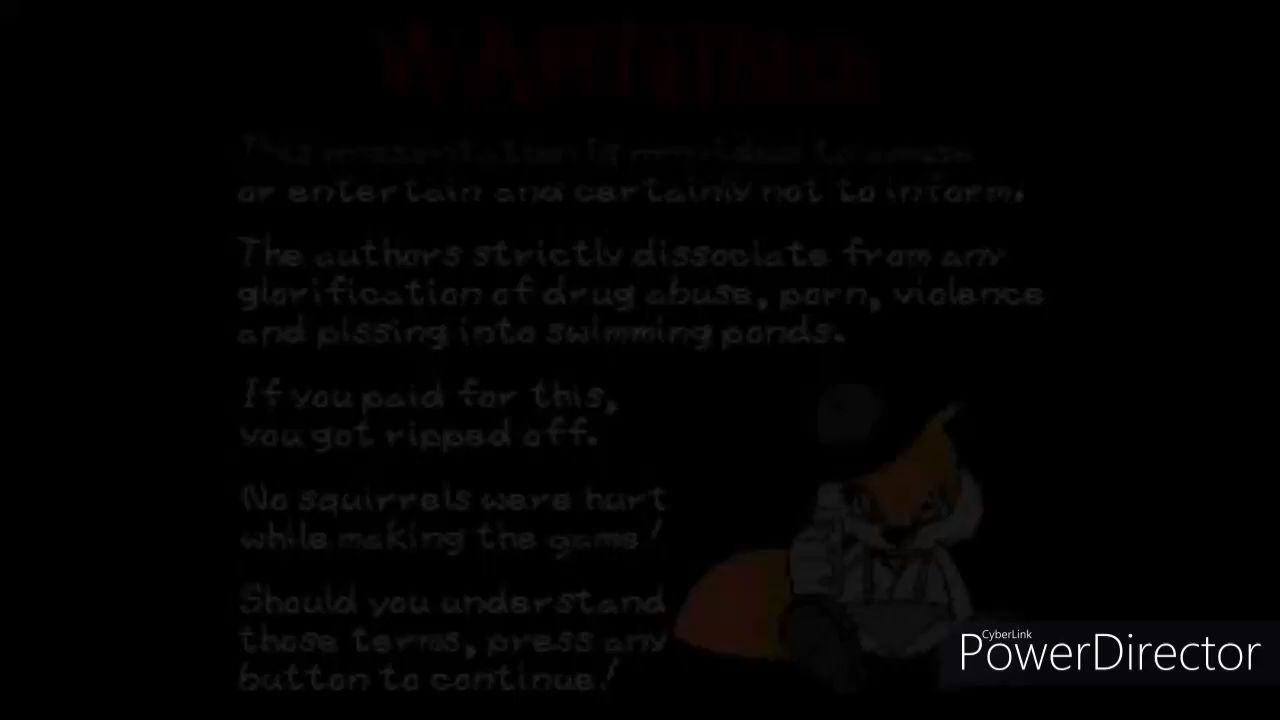 WARNING
This presentation is provided to amuse
or entertain and certainly not to inform.
The authors strictly dissociate from any
glorification of drug abuse, porn, violence
and pissing into swimming ponds.
If you paid for this,
you got ripped off.
No squirrels were hurt
while making the game!
Should you understand
those terms, press any
button to continue!
CyberLink
PowerDirector